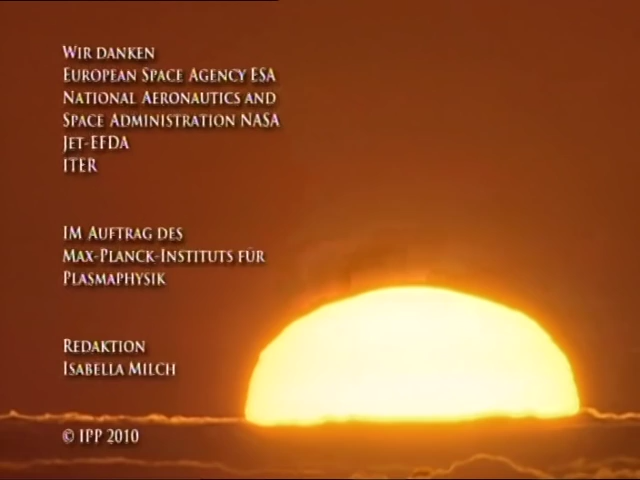 Wir danken
European Space Agency ESA
National Aeronautics and
Space Administration NASA
Jet-EFDA
ITER
IM Auftrag des
Max-Planck-Instituts für
Plasmaphysik
Redaktion
Isabella Milch
© IPP 2010